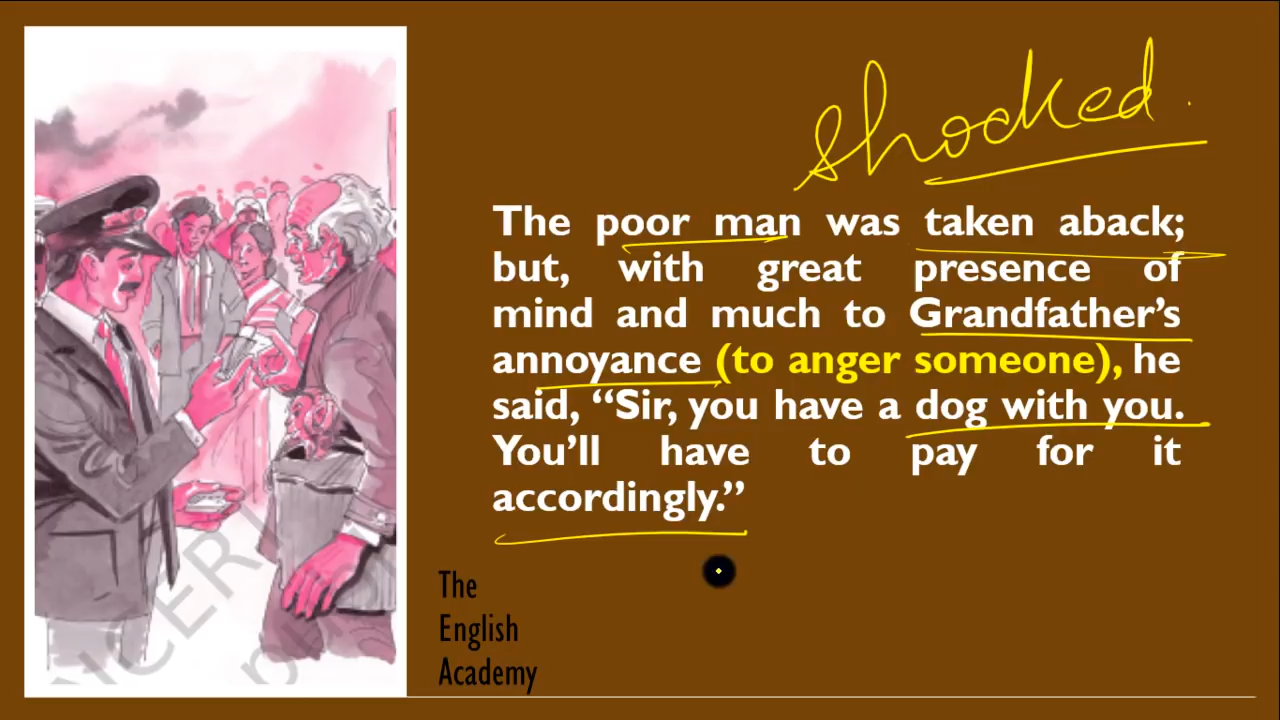 Shocked.
The poor man was taken aback;
but, with great presence of
mind and much to Grandfather's
annoyance (to anger someone), he
said, “Sir, you have a dog with you.
You'll have to pay for it
accordingly.”
The
English
Academy
NCERT